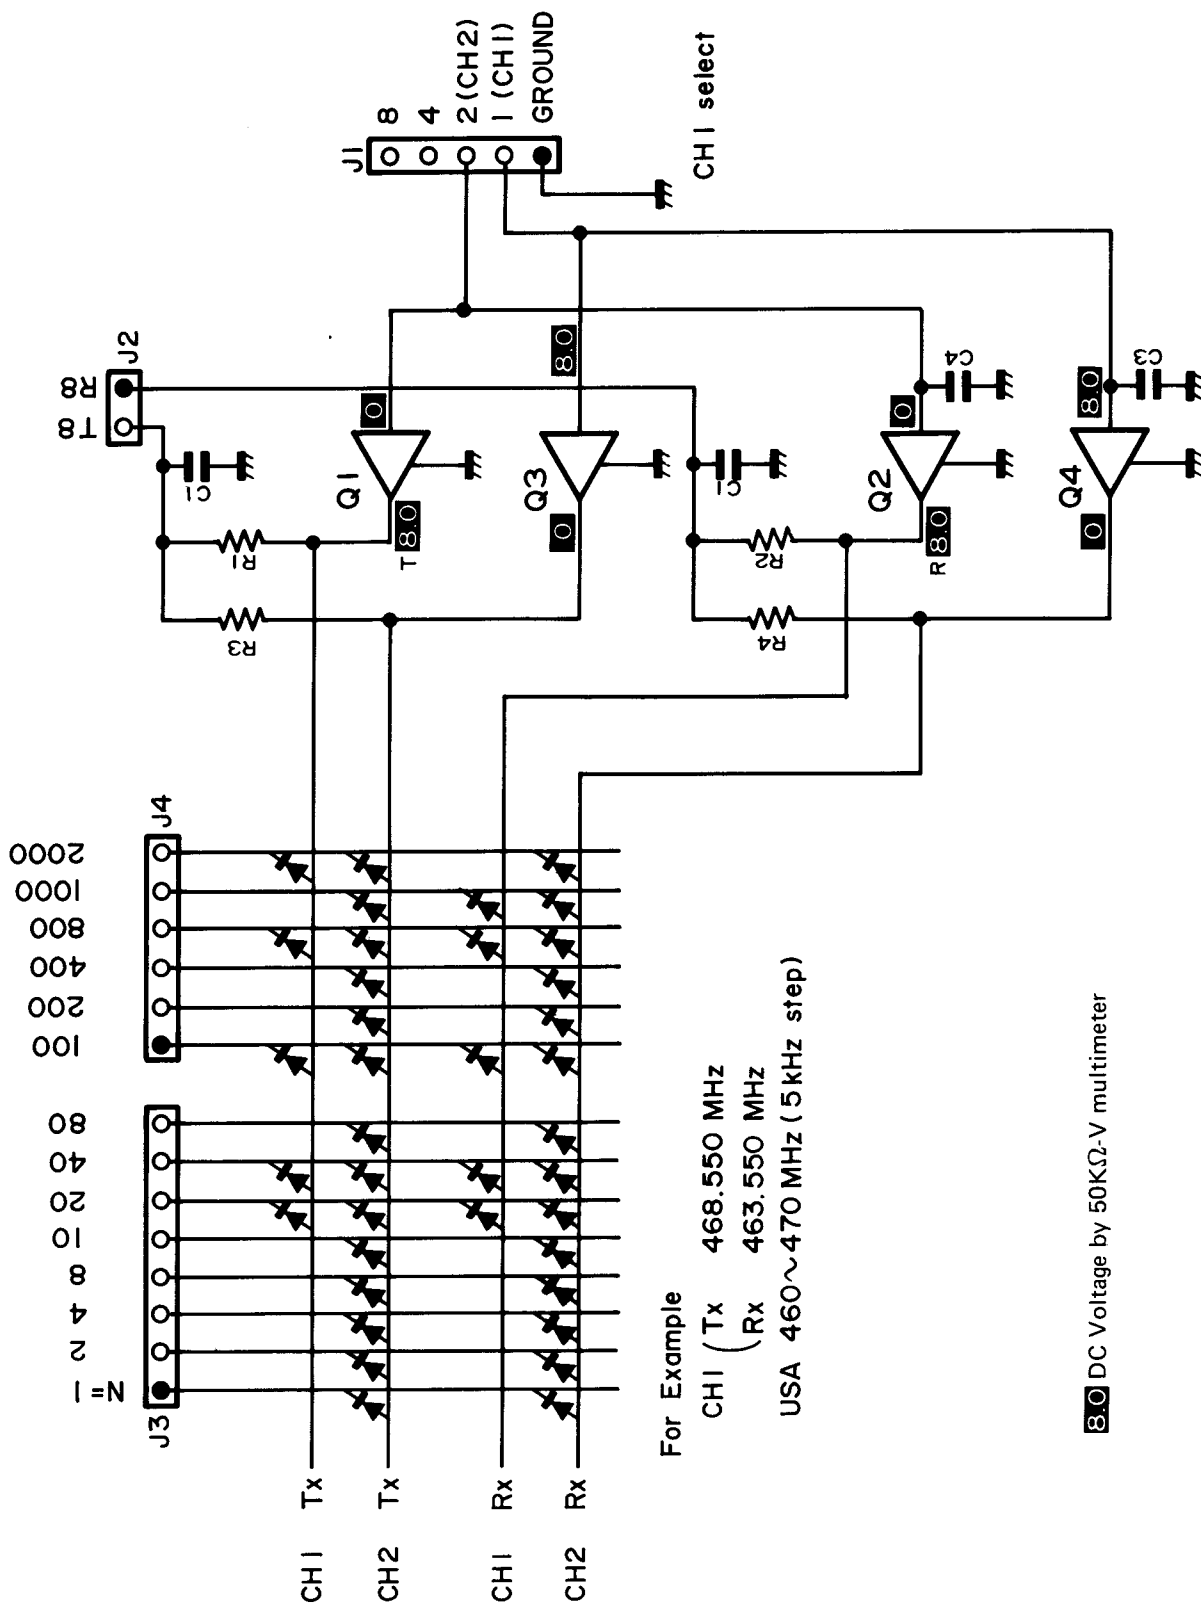 J1
8
4
2 (CH2)
1 (CH1)
GROUND
CH1 select
J2
R8
T8
C1
R1
R3
Q1
0
8.0
T
Q3
8.0
0
C1
R2
R4
Q2
0
8.0
R
C4
Q4
8.0
0
C3
J4
2000
1000
800
400
200
100
J3
80
40
20
10
8
4
2
N=1
CH1 Tx
CH2 Tx
CH1 Rx
CH2 Rx
For Example
CH1 ( Tx 468.550 MHz
( Rx 463.550 MHz
USA 460~470 MHz (5kHz step)
8.0 DC Voltage by 50KΩ-V multimeter